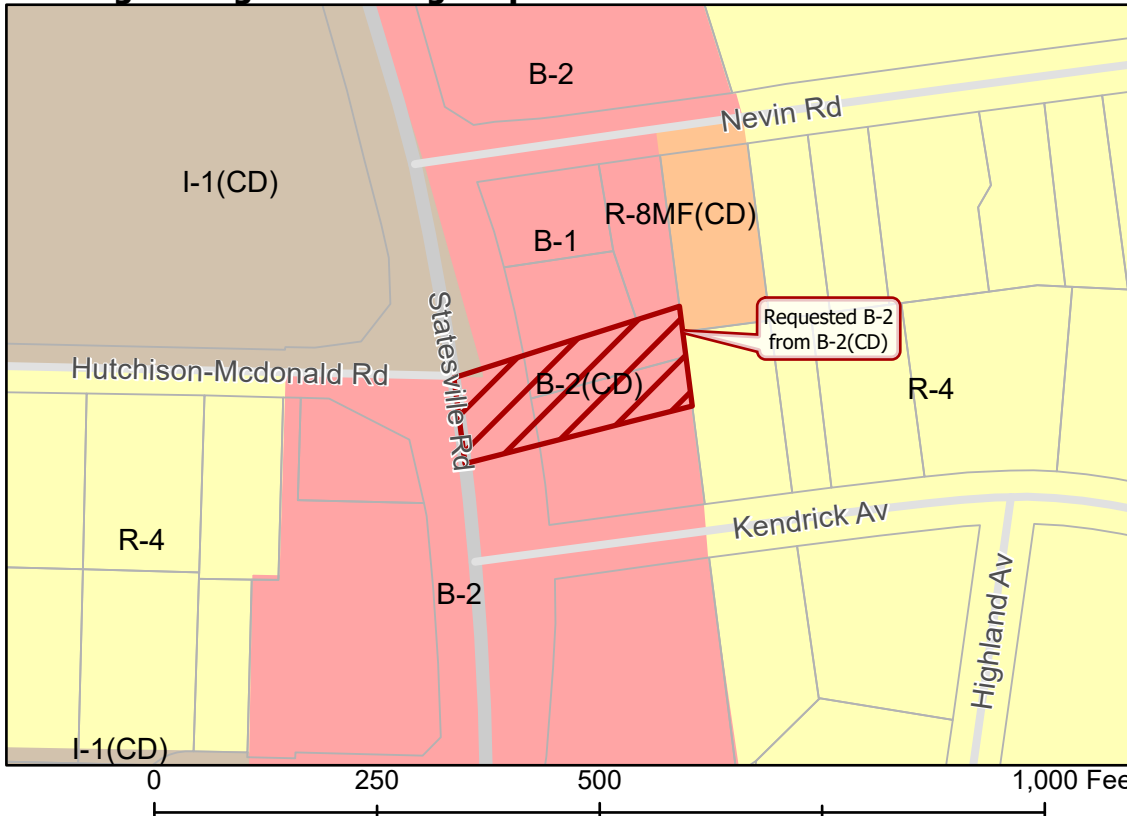 B-2
Nevin Rd
I-1(CD)
R-8MF(CD)
B-1
Statesville Rd
Requested B-2
from B-2(CD)
Hutchison-Mcdonald Rd
B-2(CD)
R-4
Kendrick Av
R-4
B-2
Highland Av
I-1(CD)
0
250
500
1,000 Fee